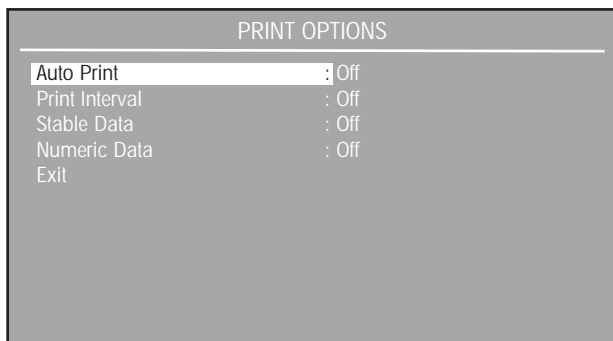 PRINT OPTIONS
Auto Print : Off
Print Interval : Off
Stable Data : Off
Numeric Data : Off
Exit